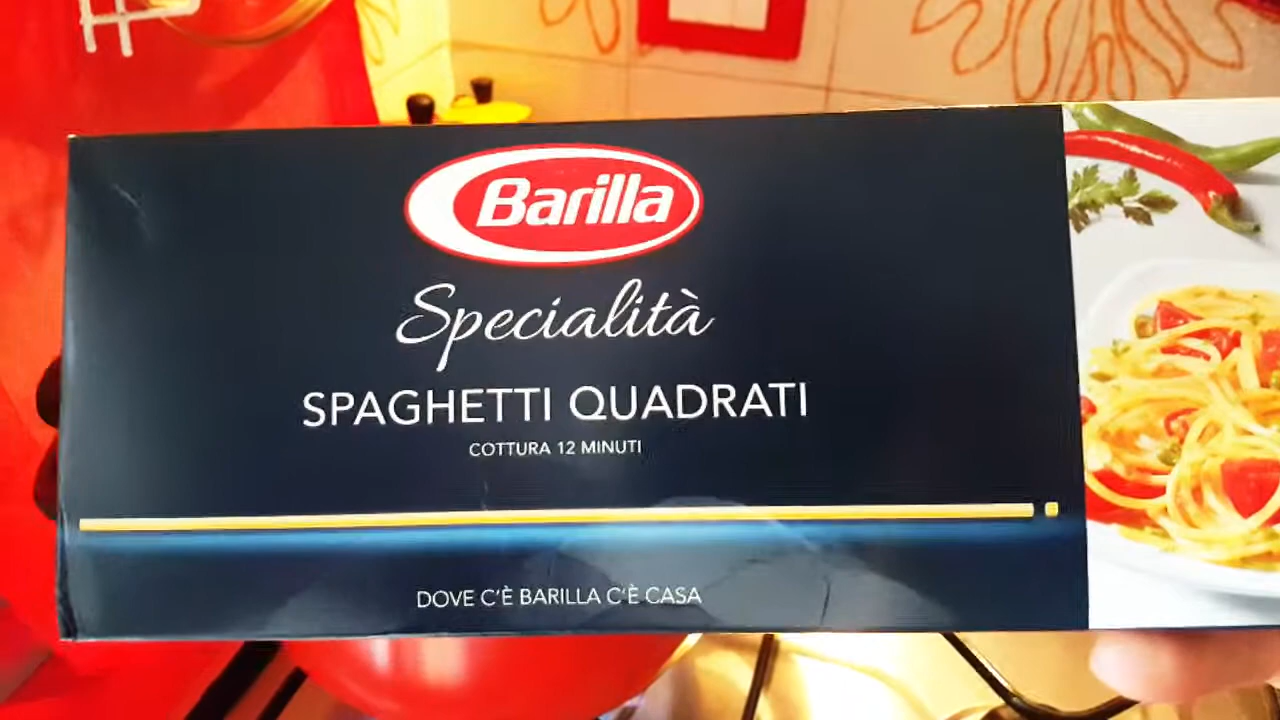 Barilla
Specialità
SPAGHETTI QUADRATI
COTTURA 12 MINUTI
DOVE C'È BARILLA C'È CASA